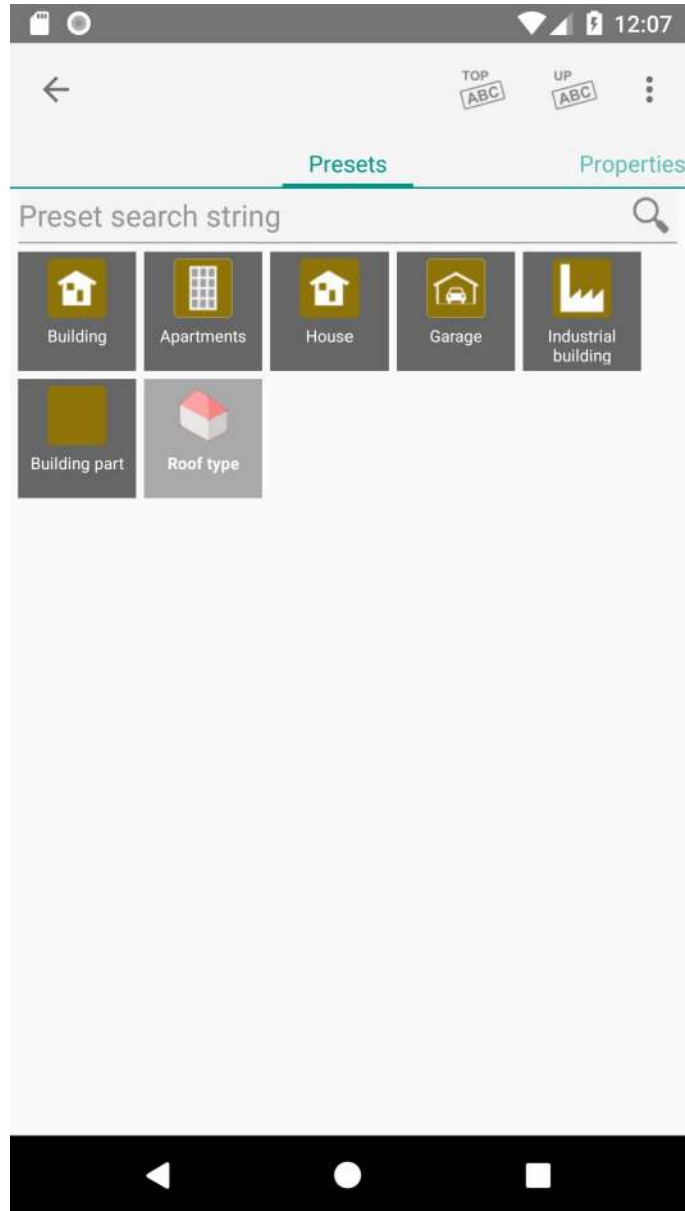 12:07
TOP
ABC
UP
ABC
Presets
Properties
Preset search string
Building
Apartments
House
Garage
Industrial
building
Building part
Roof type